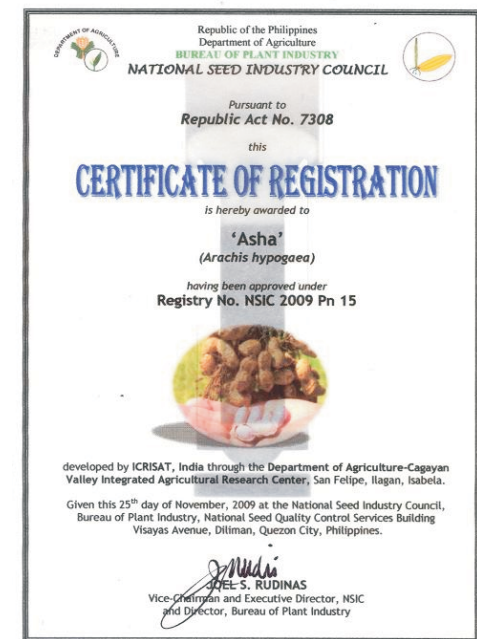 Republic of the Philippines
Department of Agriculture
BUREAU OF PLANT INDUSTRY
NATIONAL SEED INDUSTRY COUNCIL
DEPARTMENT OF AGRICULTURE
Pursuant to
Republic Act No. 7308
this
CERTIFICATE OF REGISTRATION
is hereby awarded to
‘Asha’
(Arachis hypogaea)
having been approved under
Registry No. NSIC 2009 Pn 15
developed by ICRISAT, India through the Department of Agriculture-Cagayan
Valley Integrated Agricultural Research Center, San Felipe, Ilagan, Isabela.
Given this 25th day of November, 2009 at the National Seed Industry Council,
Bureau of Plant Industry, National Seed Quality Control Services Building
Visayas Avenue, Diliman, Quezon City, Philippines.
JOEL S. RUDINAS
Vice-Chairman and Executive Director, NSIC
and Director, Bureau of Plant Industry